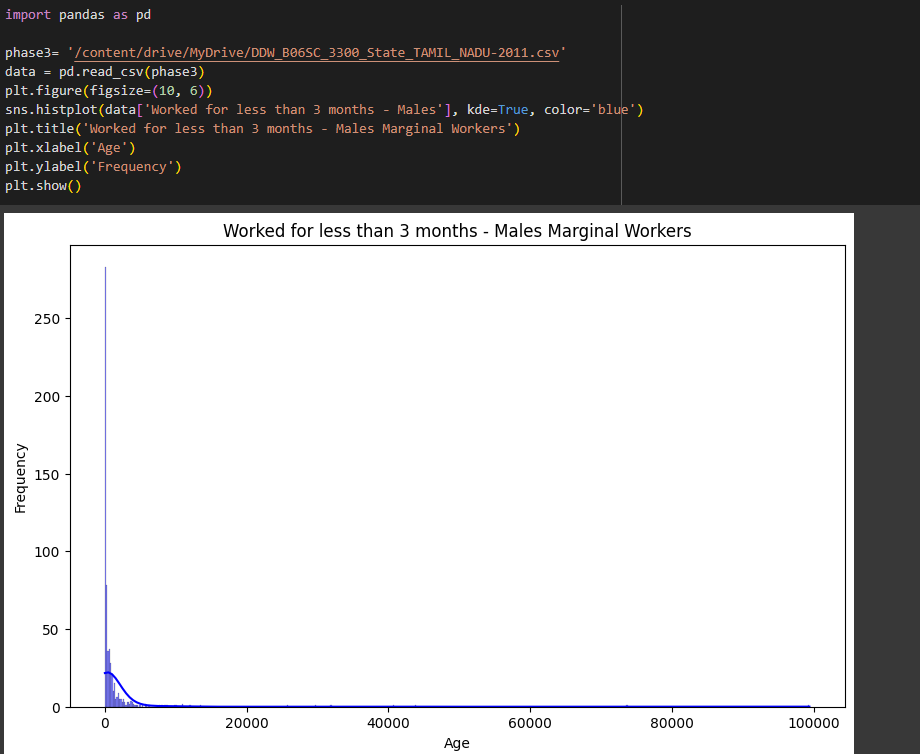 import pandas as pd
phase3= '/content/drive/MyDrive/DDW_B06SC_3300_State_TAMIL_NADU-2011.csv'
data = pd.read_csv(phase3)
plt.figure(figsize=(10, 6))
sns.histplot(data['Worked for less than 3 months - Males'], kde=True, color='blue')
plt.title('Worked for less than 3 months - Males Marginal Workers')
plt.xlabel('Age')
plt.ylabel('Frequency')
plt.show()
Worked for less than 3 months - Males Marginal Workers
250
200
150
100
50
0
Frequency
0 20000 40000 60000 80000 100000
Age